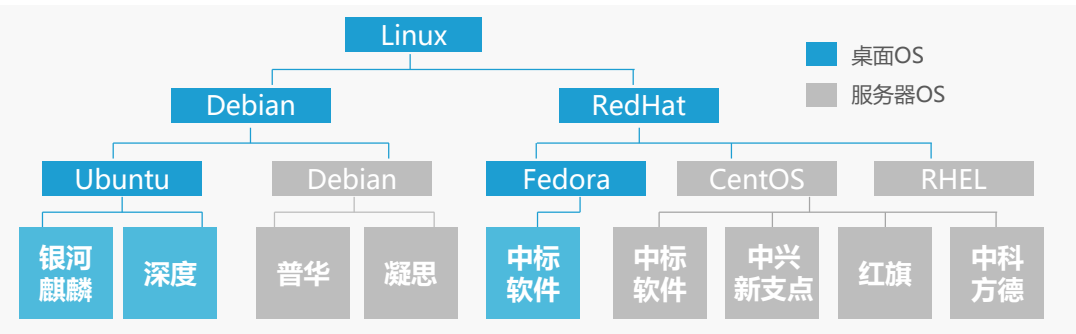 Linux
桌面OS
服务器OS
Debian
RedHat
Ubuntu
Debian
Fedora
CentOS
RHEL
银河
麒麟
深度
普华
凝思
中标
软件
中标
软件
中兴
新支点
红旗
中科
方德